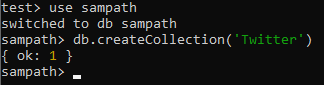 test> use sampath
switched to db sampath
sampath> db.createCollection('Twitter')
{ ok: 1 }
sampath>